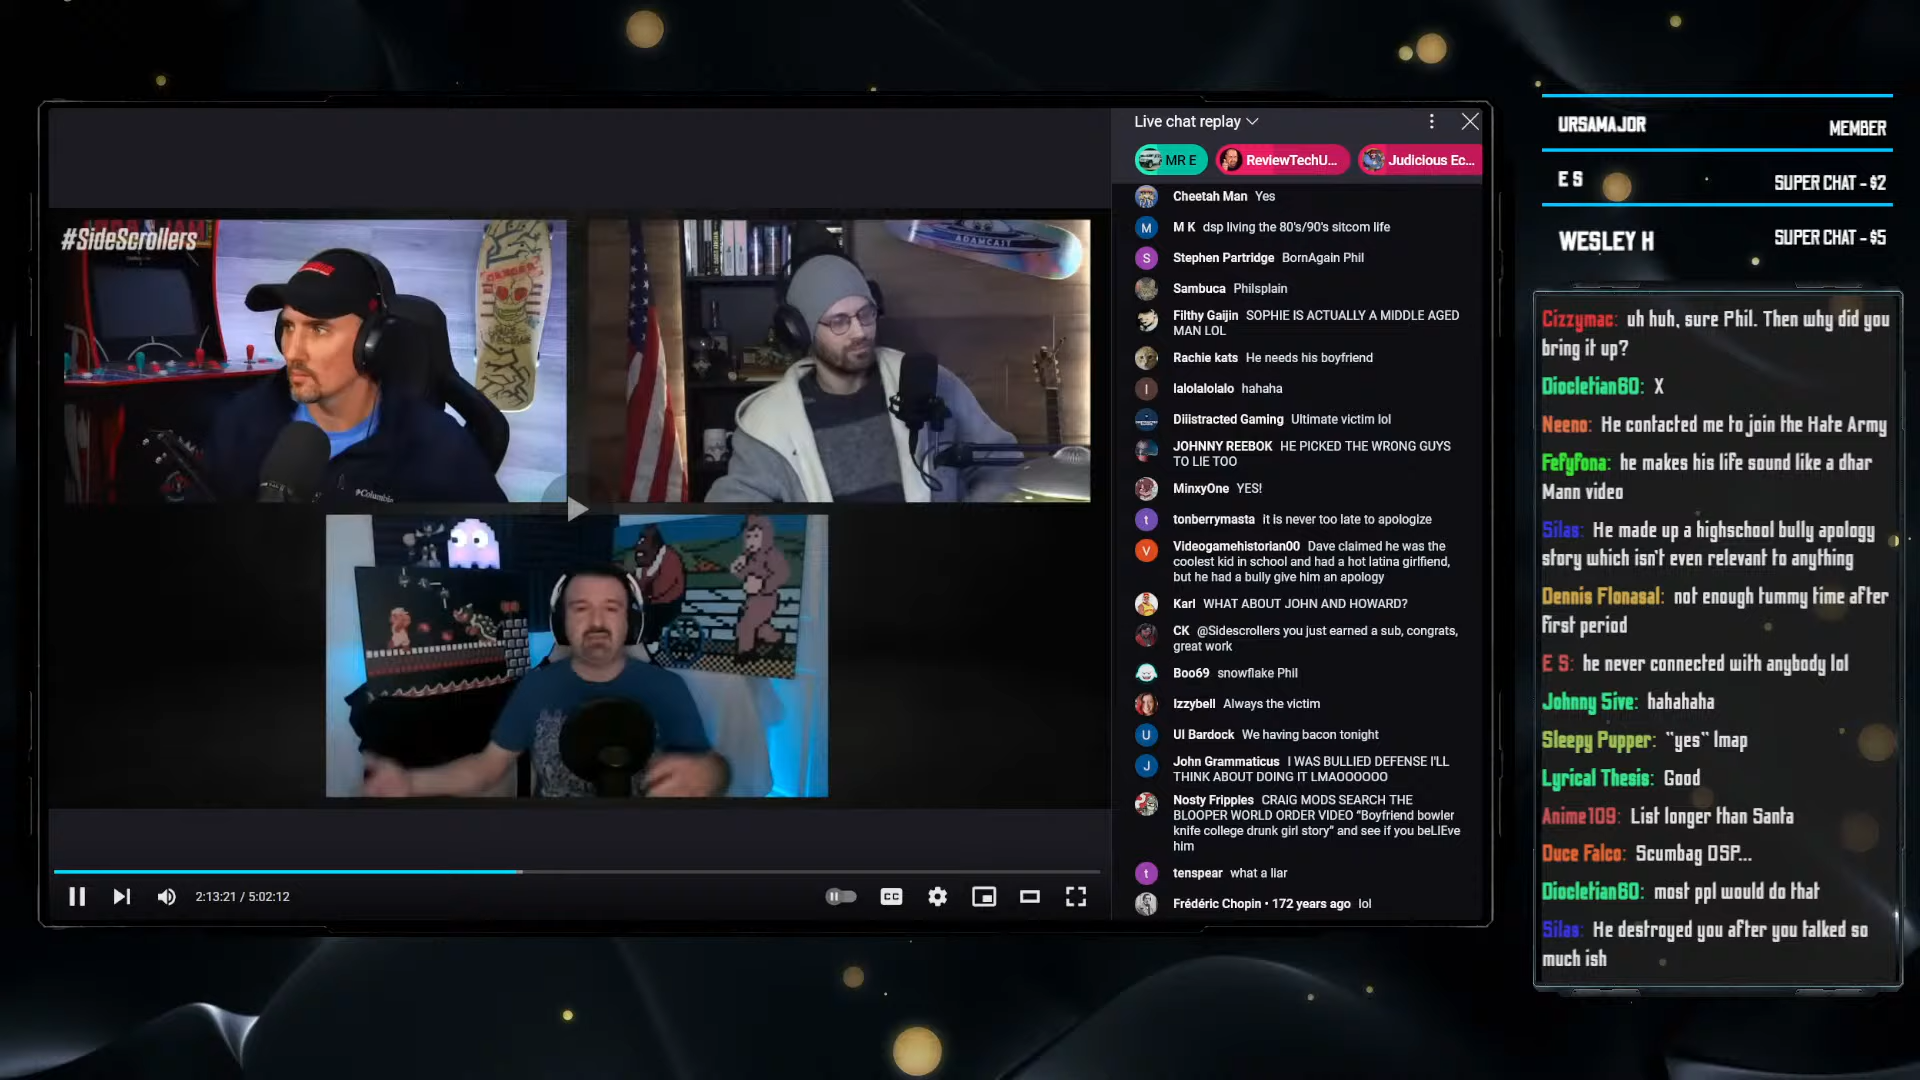 #SideScrollers
ADAMCAST
Columbia
2:13:21 / 5:02:12
CC
Live chat replay
MR E
ReviewTechU...
Judicious Ec...
Cheetah Man Yes
M
M K dsp living the 80's/90's sitcom life
S
Stephen Partridge BornAgain Phil
Sambuca Philsplain
Filthy Gaijin SOPHIE IS ACTUALLY A MIDDLE AGED
MAN LOL
Rachie kats He needs his boyfriend
l
lalolalolalo hahaha
Diiistracted Gaming Ultimate victim lol
JOHNNY REEBOK HE PICKED THE WRONG GUYS
TO LIE TOO
MinxyOne YES!
t
tonberrymasta it is never too late to apologize
V
Videogamehistorian00 Dave claimed he was the
coolest kid in school and had a hot latina girlfiend,
but he had a bully give him an apology
Karl WHAT ABOUT JOHN AND HOWARD?
CK @Sidescrollers you just earned a sub, congrats,
great work
Boo69 snowflake Phil
Izzybell Always the victim
U
Ul Bardock We having bacon tonight
J
John Grammaticus I WAS BULLIED DEFENSE I'LL
THINK ABOUT DOING IT LMAOOOOOO
Nosty Fripples CRAIG MODS SEARCH THE
BLOOPER WORLD ORDER VIDEO "Boyfriend bowler
knife college drunk girl story" and see if you beLIEve
him
t
tenspear what a liar
Frédéric Chopin • 172 years ago lol
URSAMAJOR MEMBER
E S SUPER CHAT - $2
WESLEY H SUPER CHAT - $5
Cizzymac: uh huh, sure Phil. Then why did you
bring it up?
Diocletian60: X
Neeno: He contacted me to join the Hate Army
Fefyfona: he makes his life sound like a dhar
Mann video
Silas: He made up a highschool bully apology
story which isn't even relevant to anything
Dennis Flonasal: not enough tummy time after
first period
E S: he never connected with anybody lol
Johnny 5ive: hahahaha
Sleepy Pupper: "yes" lmap
Lyrical Thesis: Good
Anime109: List longer than Santa
Duce Falco: Scumbag DSP...
Diocletian60: most ppl would do that
Silas: He destroyed you after you talked so
much ish